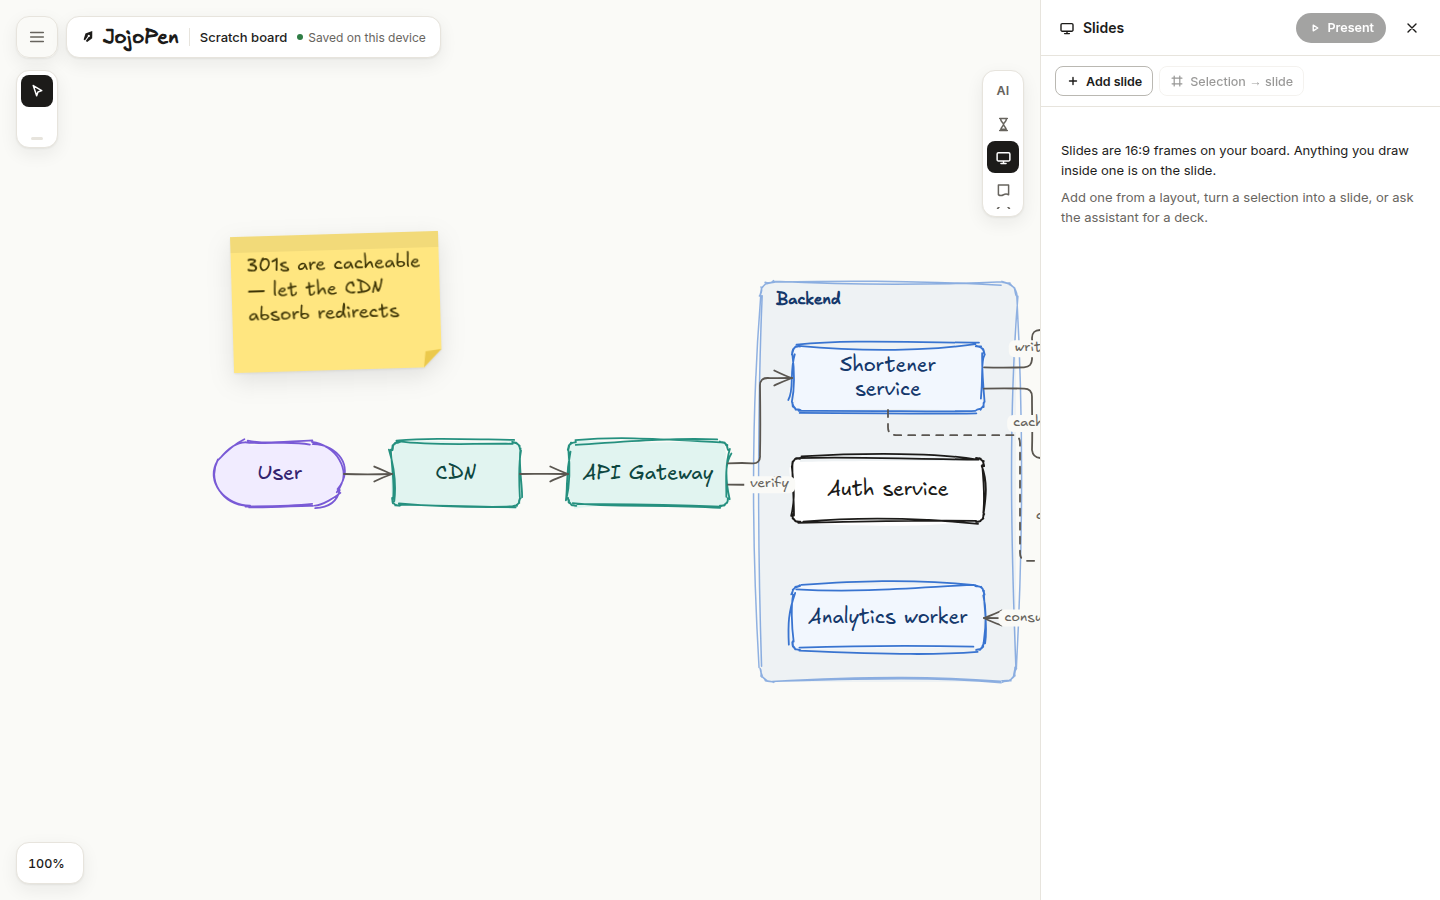 JojoPen
Scratch board
Saved on this device
Slides
Present
+ Add slide
Selection → slide
AI
Slides are 16:9 frames on your board. Anything you draw
inside one is on the slide.
Add one from a layout, turn a selection into a slide, or ask
the assistant for a deck.
301s are cacheable
— let the CDN
absorb redirects
Backend
Shortener
service
writ
cach
User
CDN
API Gateway
verify
Auth service
Analytics worker
consu
100%